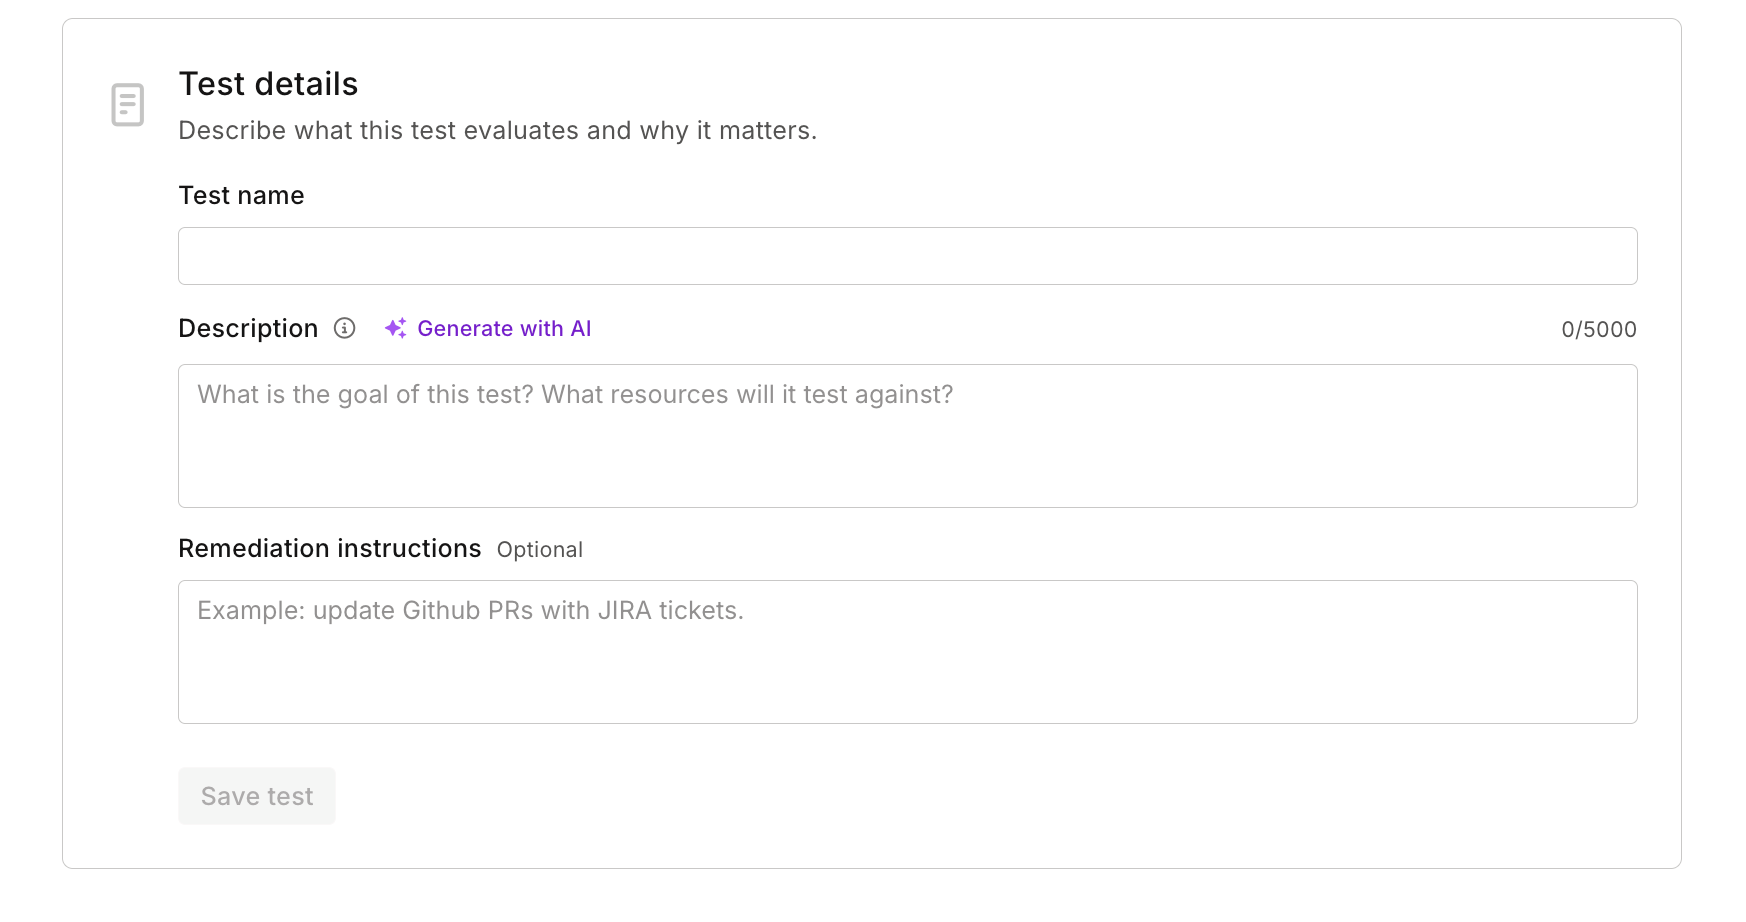 Test details
Describe what this test evaluates and why it matters.
Test name
Description Generate with AI 0/5000
What is the goal of this test? What resources will it test against?
Remediation instructions Optional
Example: update Github PRs with JIRA tickets.
Save test